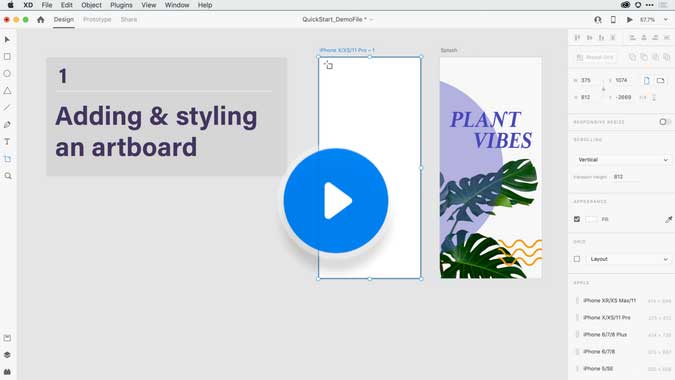 XD File Edit Object Plugins View Window Help
Design Prototype Share
QuickStart_DemoFile *
57.7%
iPhone X/XS/11 Pro – 1
Splash
1
Adding & styling
an artboard
PLANT
VIBES
Repeat Grid
W 375 X 1074
H 812 Y -2669
RESPONSIVE RESIZE
SCROLLING
Vertical
Viewport Height 812
APPEARANCE
Fill
GRID
Layout
APPLE
iPhone XR/XS Max/11
iPhone X/XS/11 Pro
iPhone 6/7/8 Plus
iPhone 6/7/8
iPhone 5/SE
T